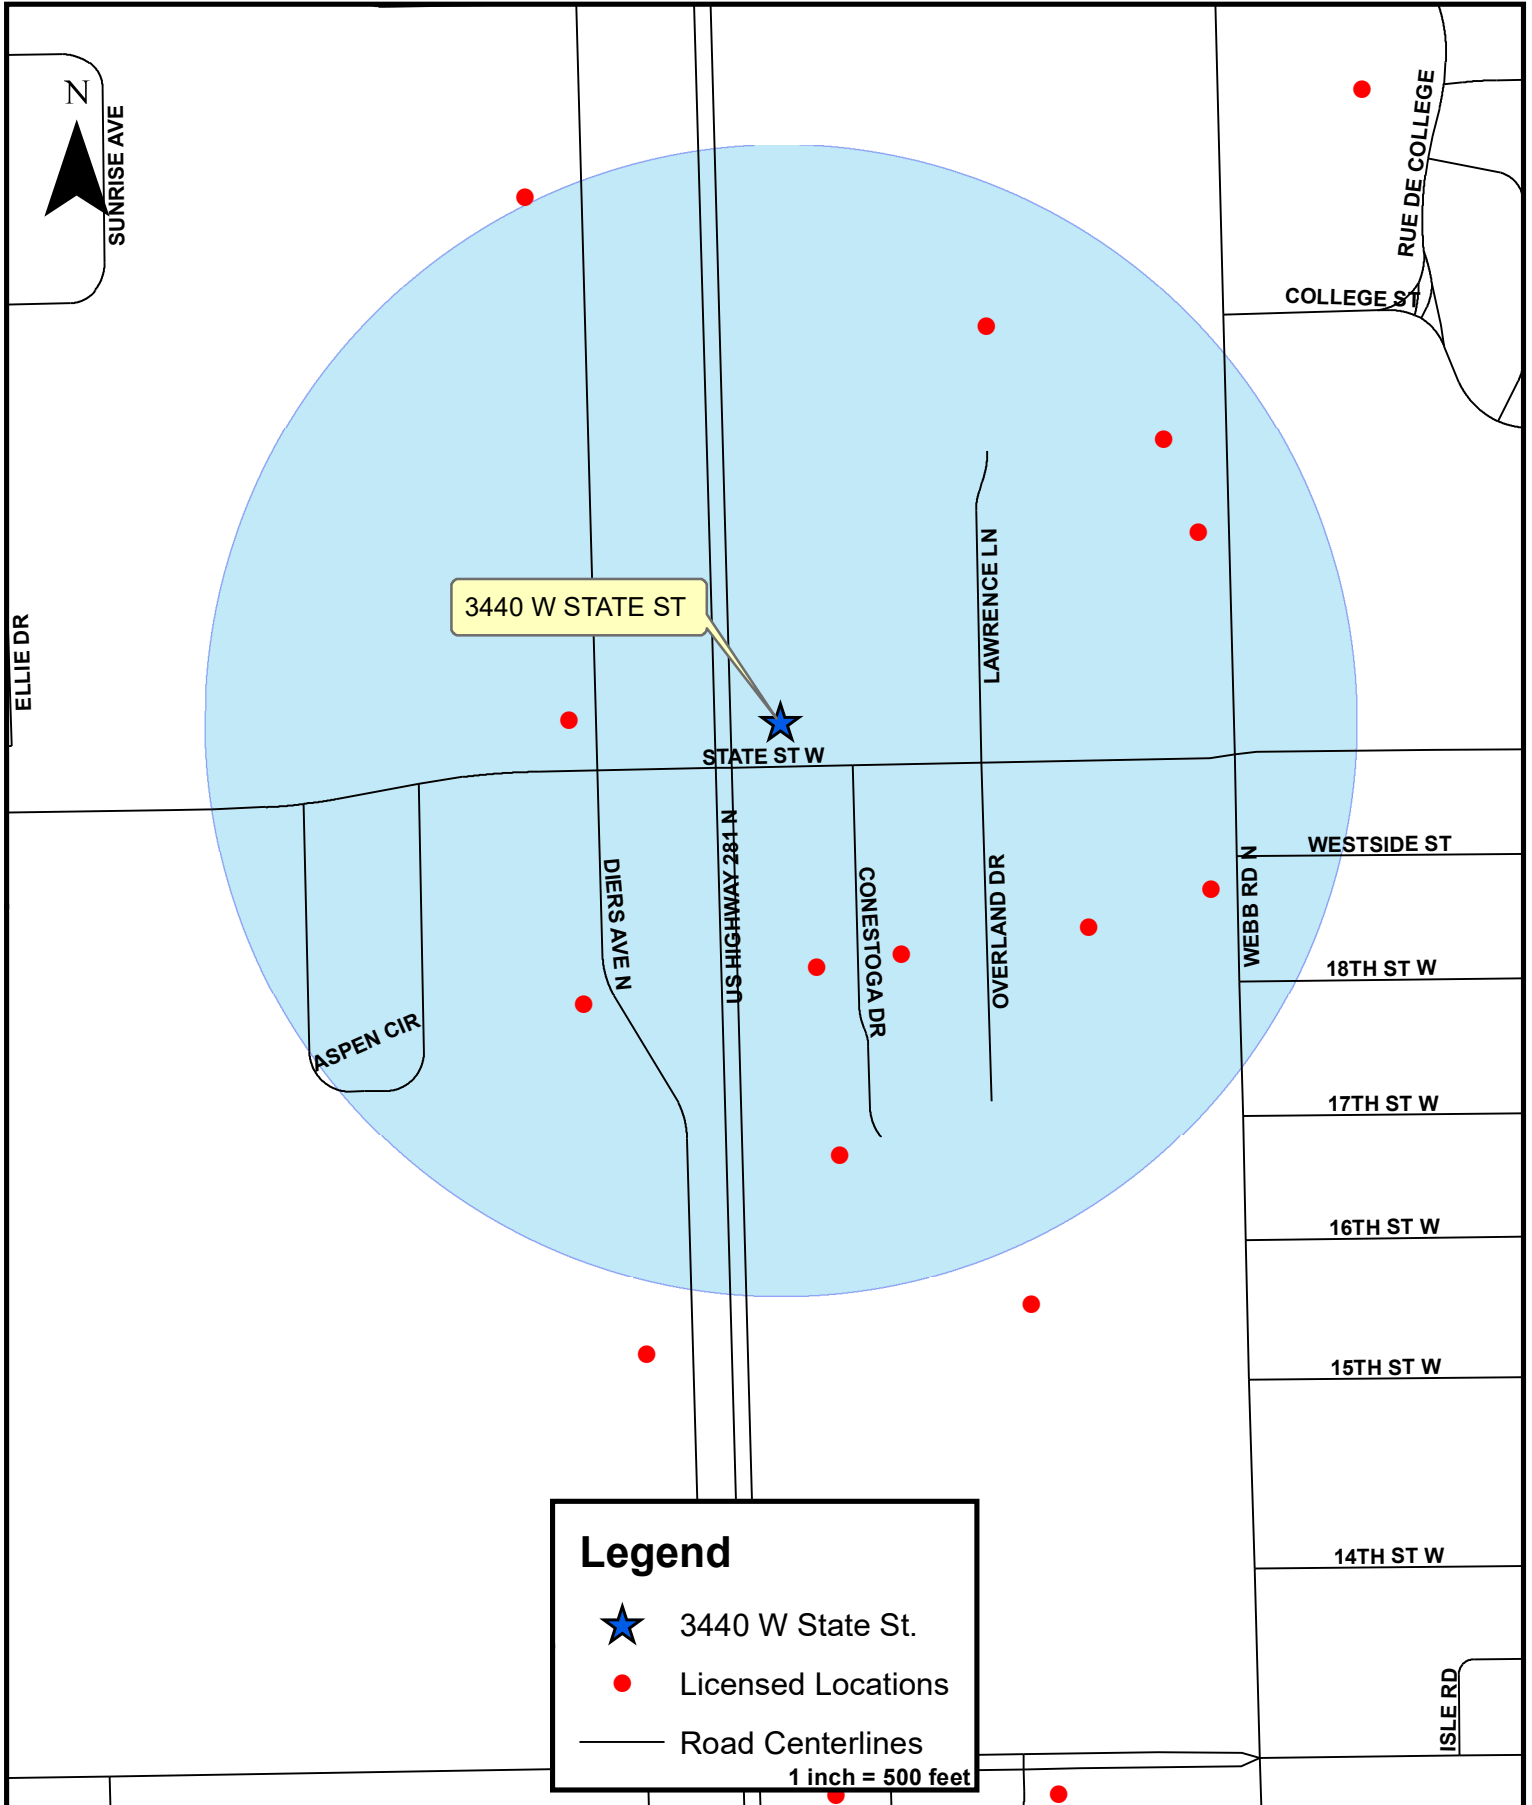 N
SUNRISE AVE
RUE DE COLLEGE
COLLEGE ST
LAWRENCE LN
3440 W STATE ST
ELLIE DR
STATE ST W
WESTSIDE ST
US HIGHWAY 281 N
DIERS AVE N
CONESTOGA DR
OVERLAND DR
WEBB RD N
18TH ST W
ASPEN CIR
17TH ST W
16TH ST W
15TH ST W
14TH ST W
ISLE RD
Legend
3440 W State St.
Licensed Locations
Road Centerlines
1 inch = 500 feet